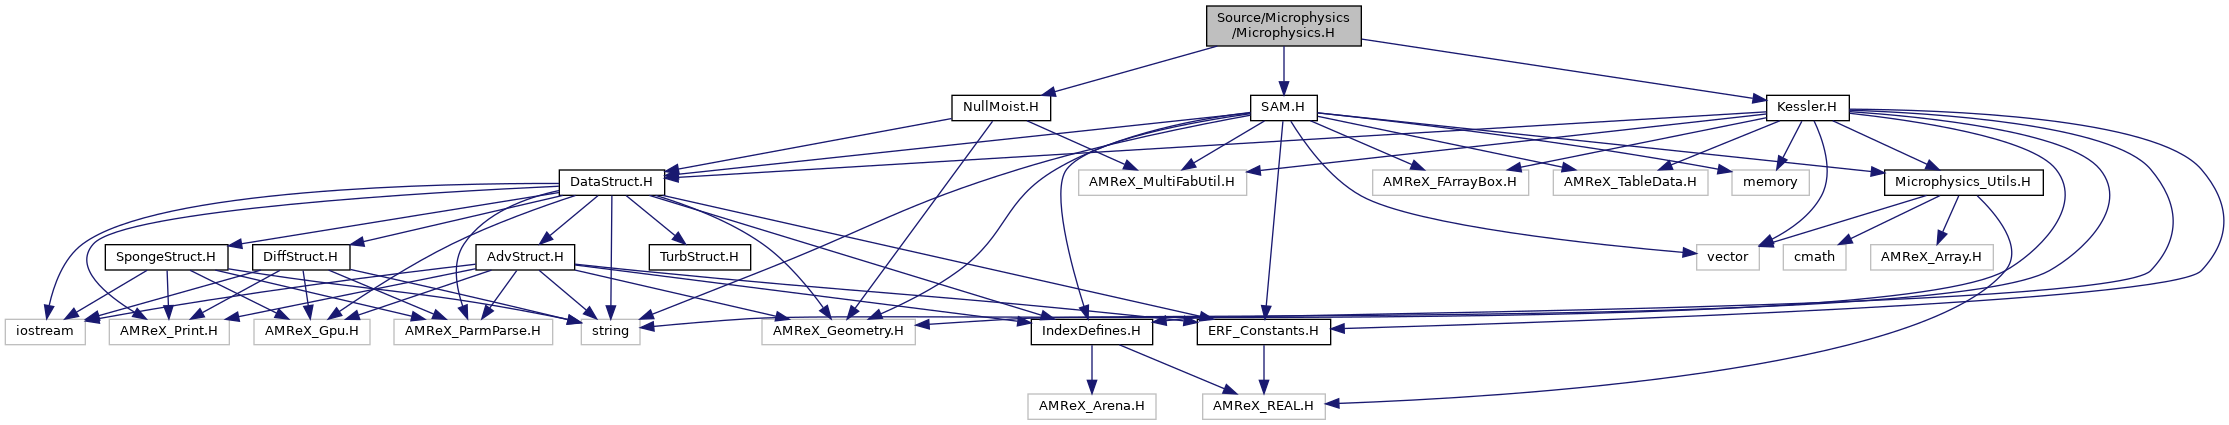 Source/Microphysics
/Microphysics.H
NullMoist.H
SAM.H
Kessler.H
DataStruct.H
AMReX_MultiFabUtil.H
AMReX_FArrayBox.H
AMReX_TableData.H
memory
Microphysics_Utils.H
SpongeStruct.H
DiffStruct.H
AdvStruct.H
TurbStruct.H
vector
cmath
AMReX_Array.H
iostream
AMReX_Print.H
AMReX_Gpu.H
AMReX_ParmParse.H
string
AMReX_Geometry.H
IndexDefines.H
ERF_Constants.H
AMReX_Arena.H
AMReX_REAL.H